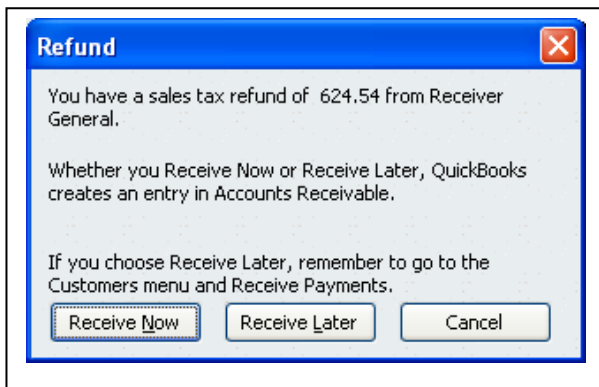 Refund
You have a sales tax refund of  624.54 from Receiver
General.
Whether you Receive Now or Receive Later, QuickBooks
creates an entry in Accounts Receivable.
If you choose Receive Later, remember to go to the
Customers menu and Receive Payments.
Receive Now Receive Later Cancel